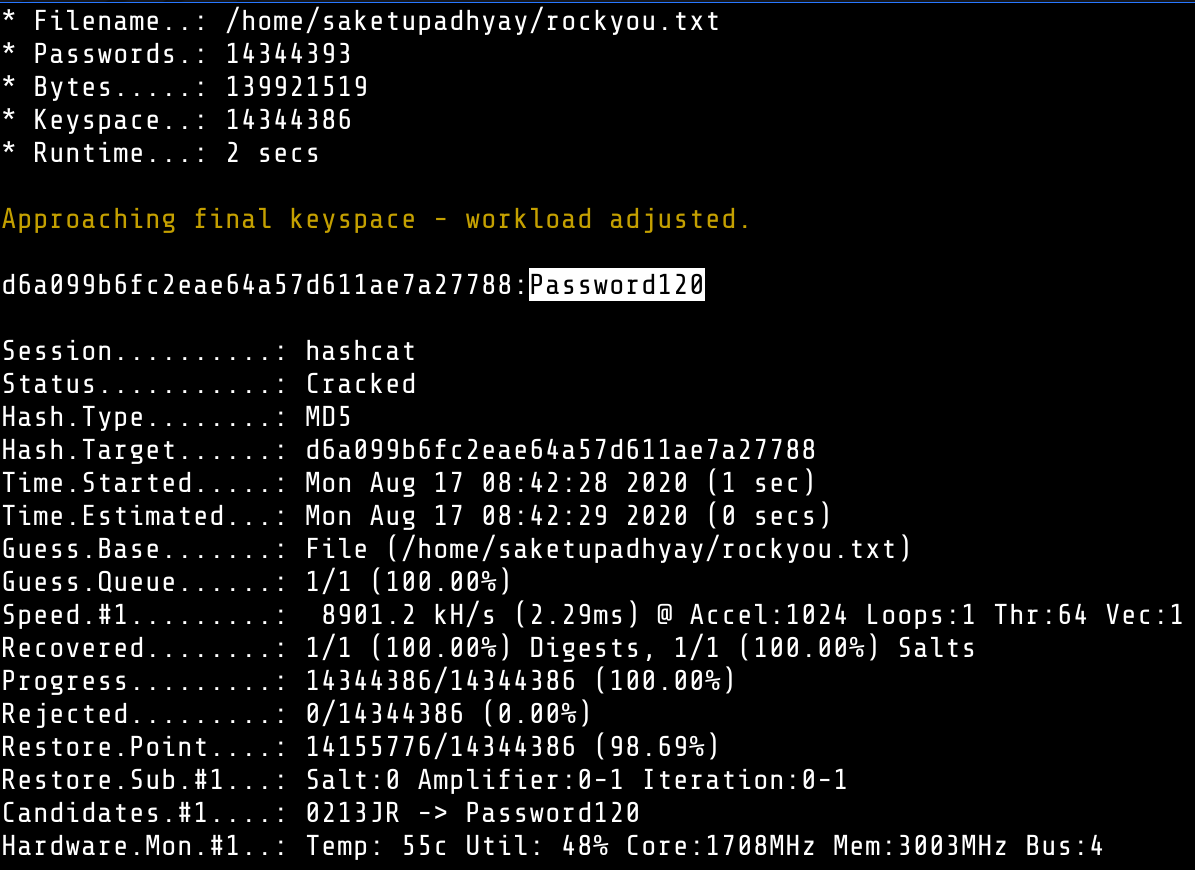 * Filename..: /home/saketupadhyay/rockyou.txt
* Passwords.: 14344393
* Bytes.....: 139921519
* Keyspace..: 14344386
* Runtime...: 2 secs
Approaching final keyspace - workload adjusted.
d6a099b6fc2eae64a57d611ae7a27788:Password120
Session..........: hashcat
Status...........: Cracked
Hash.Type........: MD5
Hash.Target......: d6a099b6fc2eae64a57d611ae7a27788
Time.Started.....: Mon Aug 17 08:42:28 2020 (1 sec)
Time.Estimated...: Mon Aug 17 08:42:29 2020 (0 secs)
Guess.Base.......: File (/home/saketupadhyay/rockyou.txt)
Guess.Queue......: 1/1 (100.00%)
Speed.#1.........:  8901.2 kH/s (2.29ms) @ Accel:1024 Loops:1 Thr:64 Vec:1
Recovered........: 1/1 (100.00%) Digests, 1/1 (100.00%) Salts
Progress.........: 14344386/14344386 (100.00%)
Rejected.........: 0/14344386 (0.00%)
Restore.Point....: 14155776/14344386 (98.69%)
Restore.Sub.#1...: Salt:0 Amplifier:0-1 Iteration:0-1
Candidates.#1....: 0213JR -> Password120
Hardware.Mon.#1..: Temp: 55c Util: 48% Core:1708MHz Mem:3003MHz Bus:4